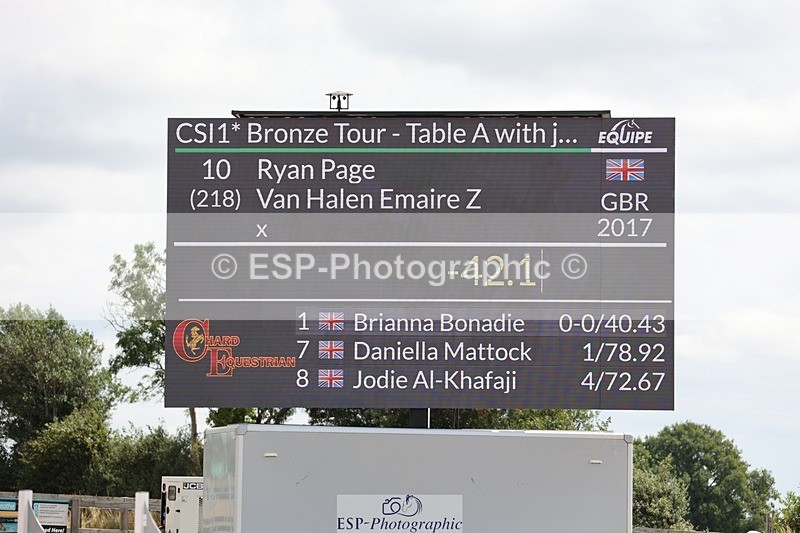 CSI1* Bronze Tour - Table A with j...
EQUIPE
10 Ryan Page
(218) Van Halen Emaire Z GBR
x 2017
-42.1
© ESP-Photographic ©
1 Brianna Bonadie 0-0/40.43
7 Daniella Mattock 1/78.92
8 Jodie Al-Khafaji 4/72.67
CHARD
EQUESTRIAN
JCB
ESP-Photographic